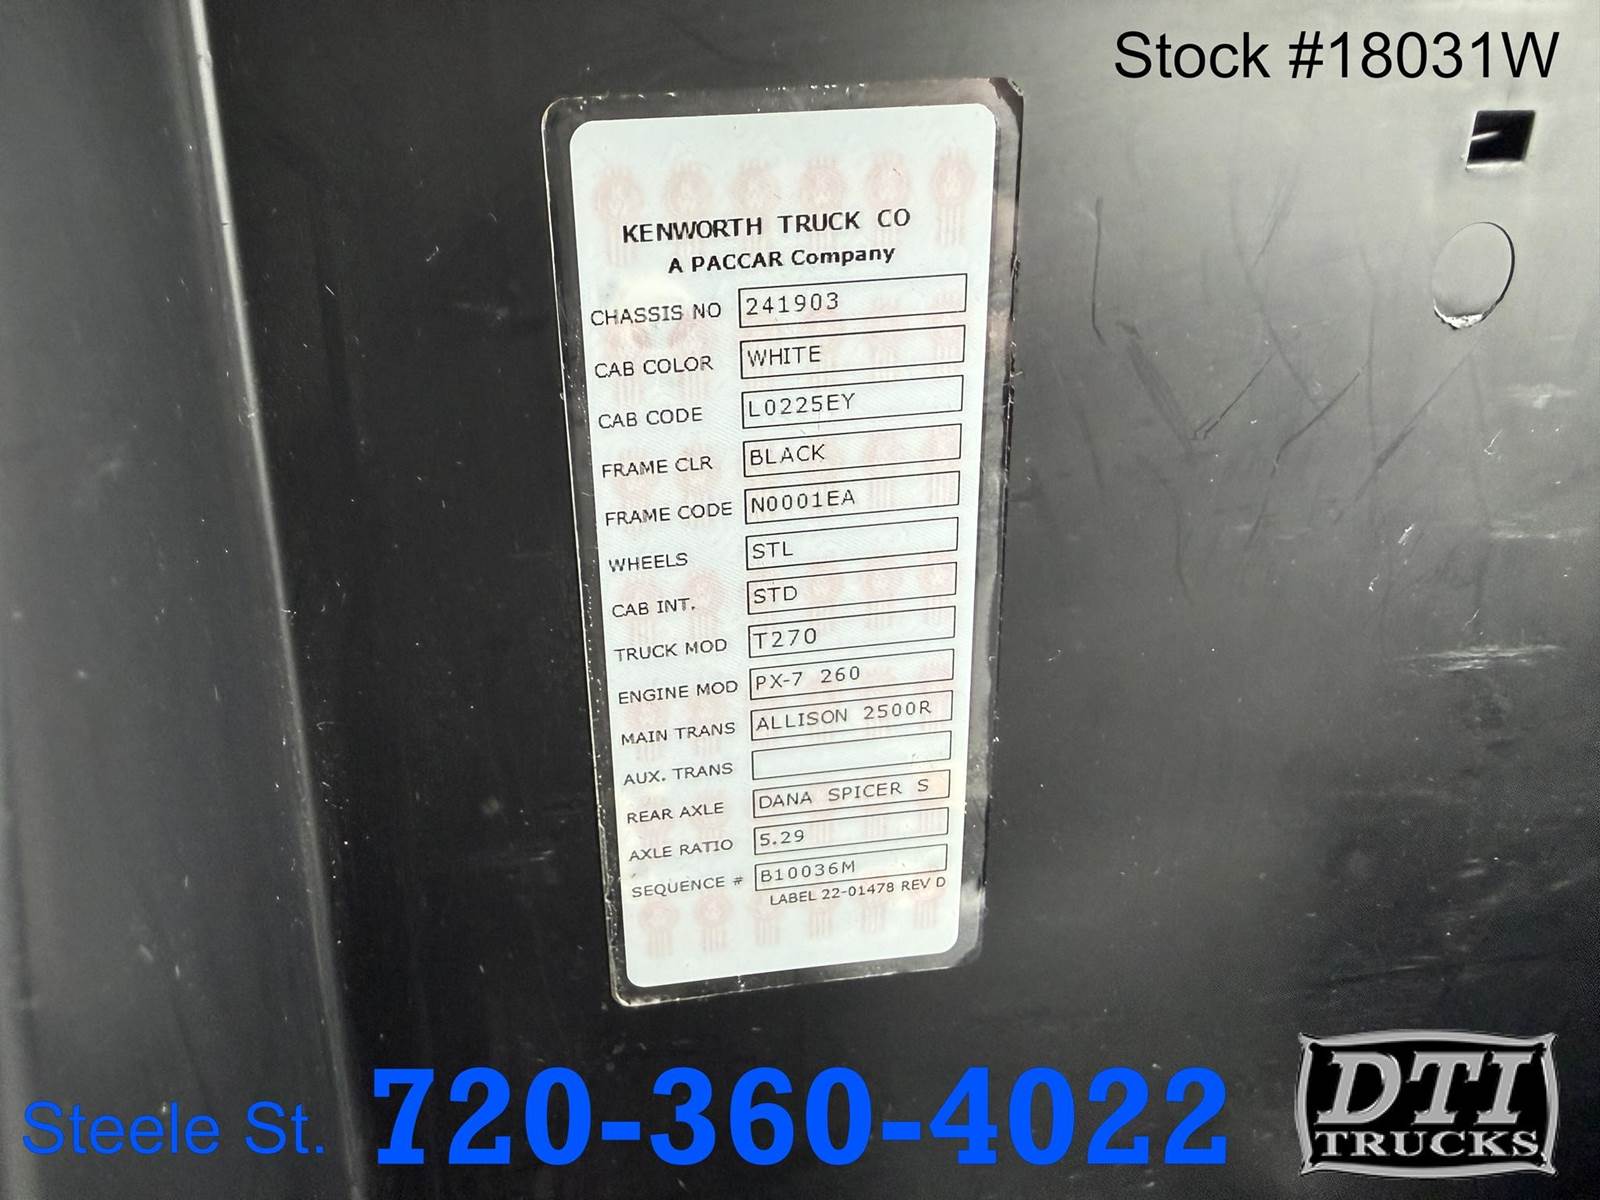 Stock #18031W
KENWORTH TRUCK CO
A PACCAR Company
CHASSIS NO 241903
CAB COLOR WHITE
CAB CODE L0225EY
FRAME CLR BLACK
FRAME CODE N0001EA
WHEELS STL
CAB INT. STD
TRUCK MOD T270
ENGINE MOD PX-7 260
MAIN TRANS ALLISON 2500R
AUX. TRANS
REAR AXLE DANA SPICER S
AXLE RATIO 5.29
SEQUENCE # B10036M
LABEL 22-01478 REV D
Steele St. 720-360-4022
DTI
TRUCKS